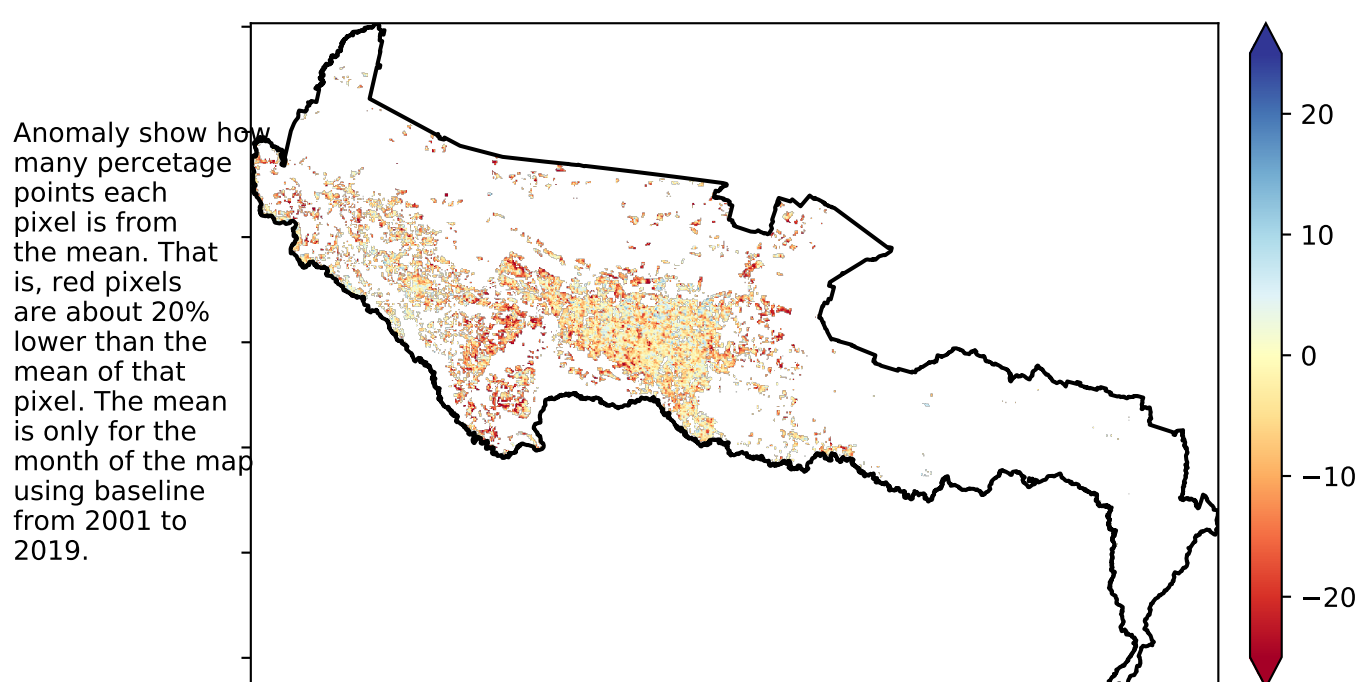 Anomaly show how
many percetage
points each
pixel is from
the mean. That
is, red pixels
are about 20%
lower than the
mean of that
pixel. The mean
is only for the
month of the map
using baseline
from 2001 to
2019.
20
10
0
−10
−20